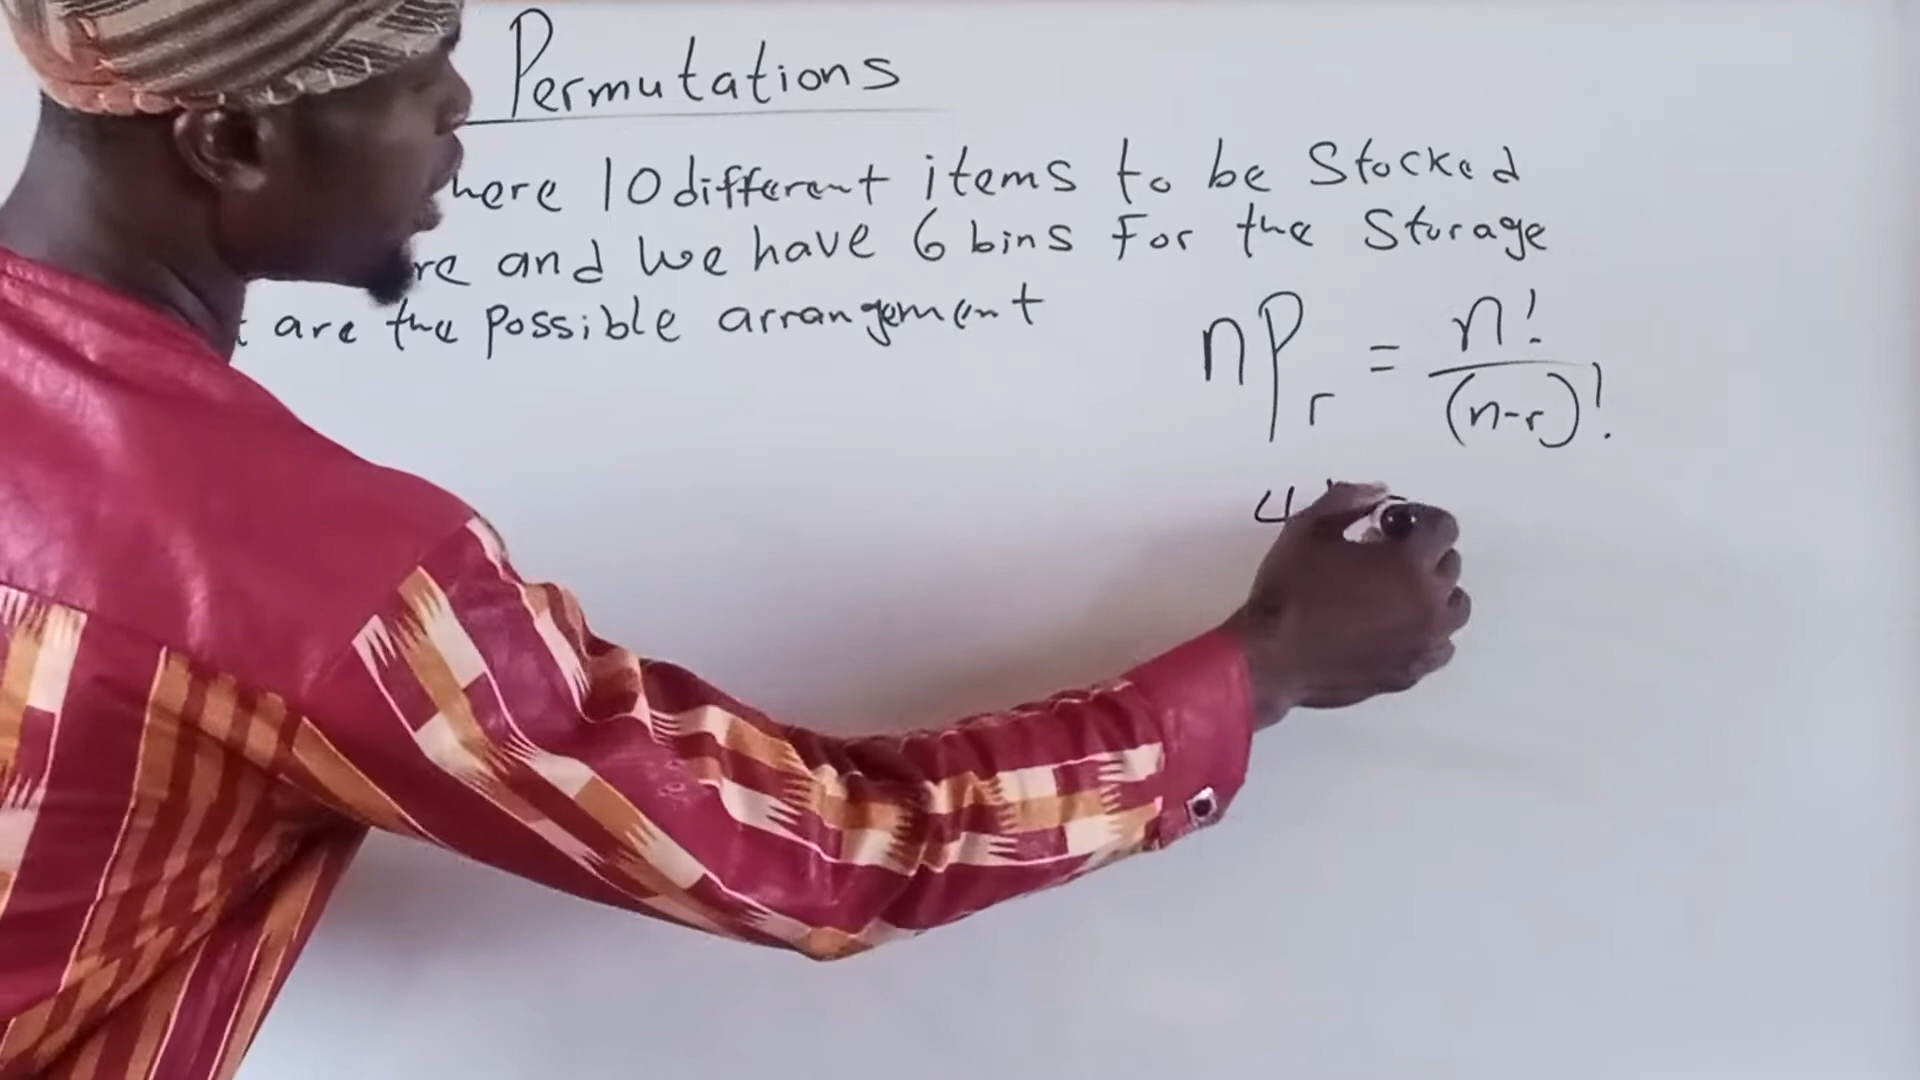 Permutations
here 10 different items to be Stocked
re and we have 6 bins For the Storage
are the possible arrangement
nPr = n!/(n-r)!
4